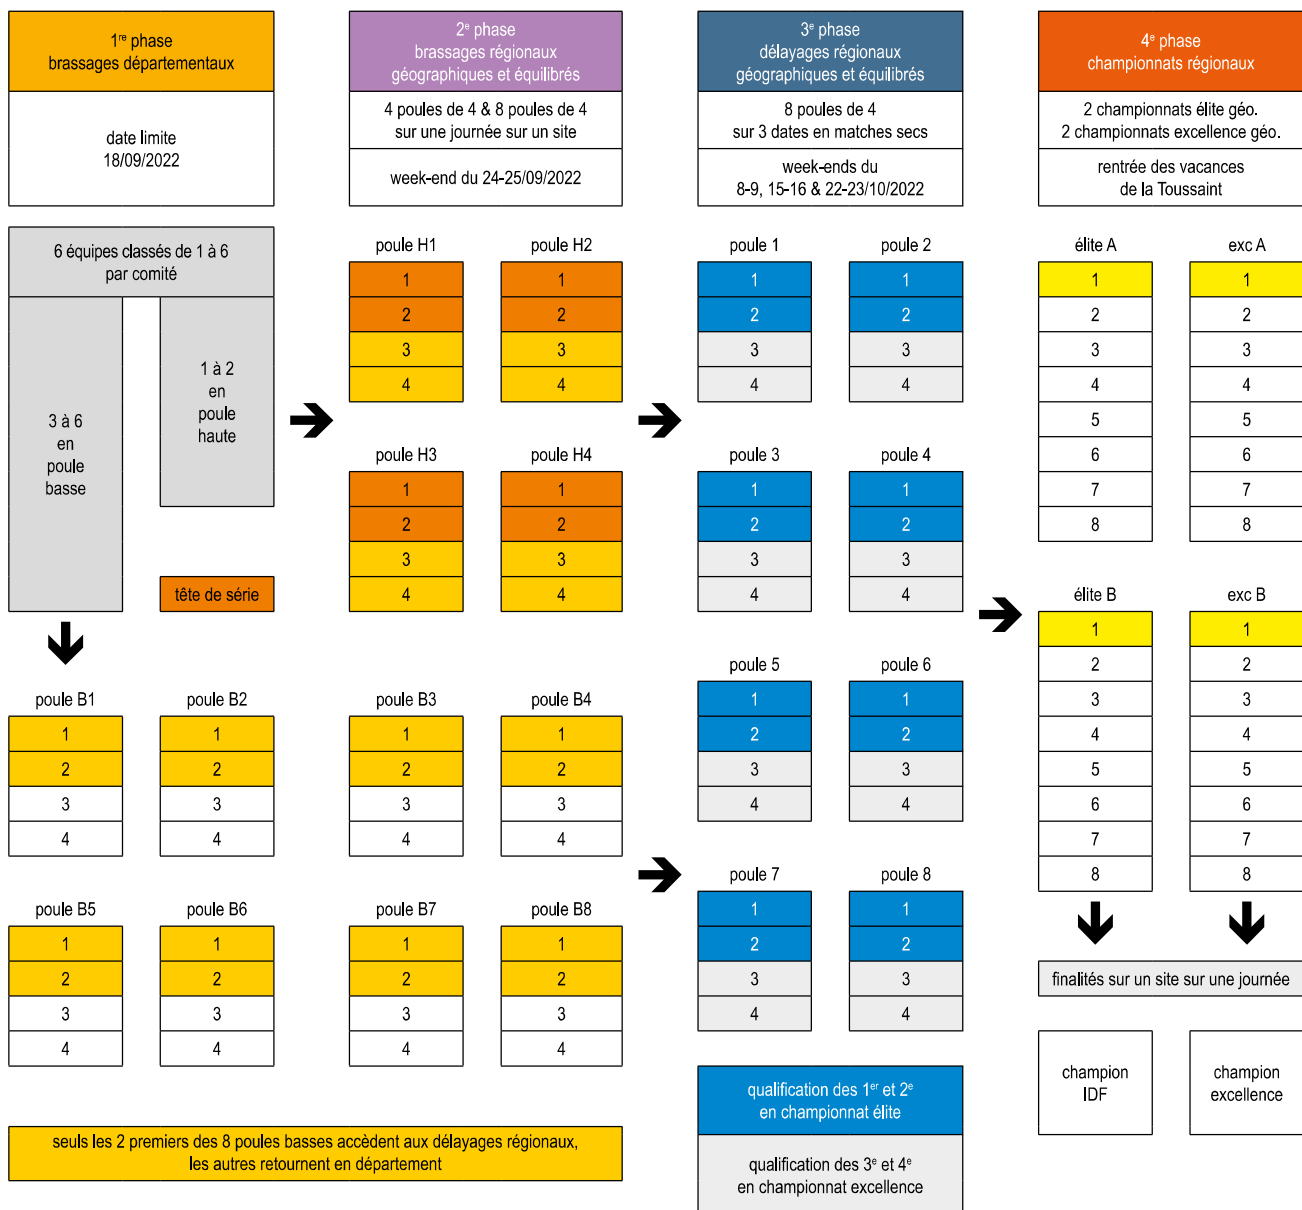 1re phase
brassages départementaux
date limite
18/09/2022
2e phase
brassages régionaux
géographiques et équilibrés
4 poules de 4 & 8 poules de 4
sur une journée sur un site
week-end du 24-25/09/2022
3e phase
délayages régionaux
géographiques et équilibrés
8 poules de 4
sur 3 dates en matches secs
week-ends du
8-9, 15-16 & 22-23/10/2022
4e phase
championnats régionaux
2 championnats élite géo.
2 championnats excellence géo.
rentrée des vacances
de la Toussaint
6 équipes classés de 1 à 6
par comité
3 à 6
en
poule
basse
1 à 2
en
poule
haute
tête de série
poule H1
1
2
3
4
poule H2
1
2
3
4
poule H3
1
2
3
4
poule H4
1
2
3
4
poule B1
1
2
3
4
poule B2
1
2
3
4
poule B3
1
2
3
4
poule B4
1
2
3
4
poule B5
1
2
3
4
poule B6
1
2
3
4
poule B7
1
2
3
4
poule B8
1
2
3
4
seuls les 2 premiers des 8 poules basses accèdent aux délayages régionaux,
les autres retournent en département
poule 1
1
2
3
4
poule 2
1
2
3
4
poule 3
1
2
3
4
poule 4
1
2
3
4
poule 5
1
2
3
4
poule 6
1
2
3
4
poule 7
1
2
3
4
poule 8
1
2
3
4
qualification des 1er et 2e
en championnat élite
qualification des 3e et 4e
en championnat excellence
élite A
1
2
3
4
5
6
7
8
exc A
1
2
3
4
5
6
7
8
élite B
1
2
3
4
5
6
7
8
exc B
1
2
3
4
5
6
7
8
finalités sur un site sur une journée
champion
IDF
champion
excellence